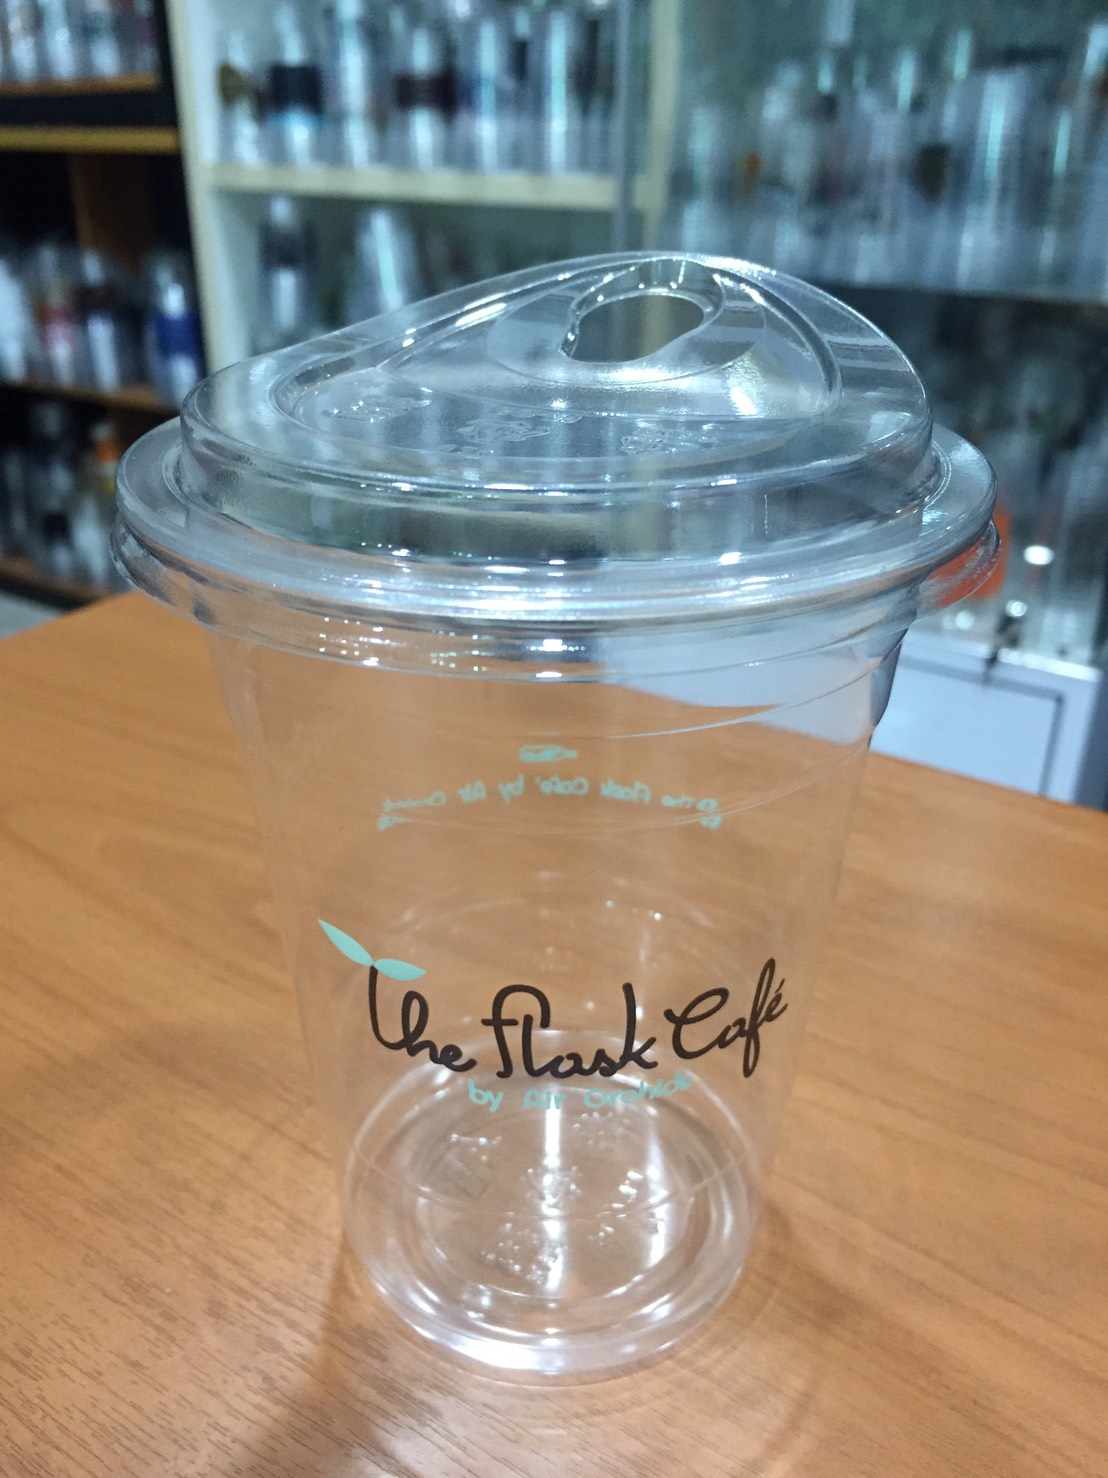 The Flask Café by Air Orchids
The Flask Café
by Air Orchids